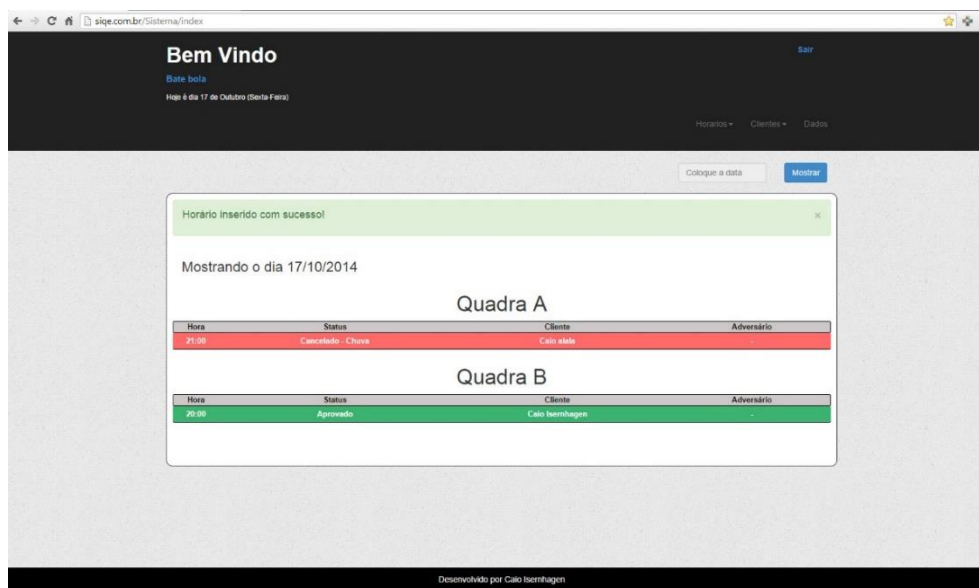 siqe.com.br/Sistema/index
Bem Vindo
Sair
Bate bola
Hoje é dia 17 de Outubro (Sexta-Feira)
Horarios Clientes Dados
Coloque a data Mostrar
Horário inserido com sucesso! ×
Mostrando o dia 17/10/2014
Quadra A
Hora Status Cliente Adversário
21:00 Cancelado - Chuva Caio alala -
Quadra B
Hora Status Cliente Adversário
20:00 Aprovado Caio Isernhagen -
Desenvolvido por Caio Isernhagen